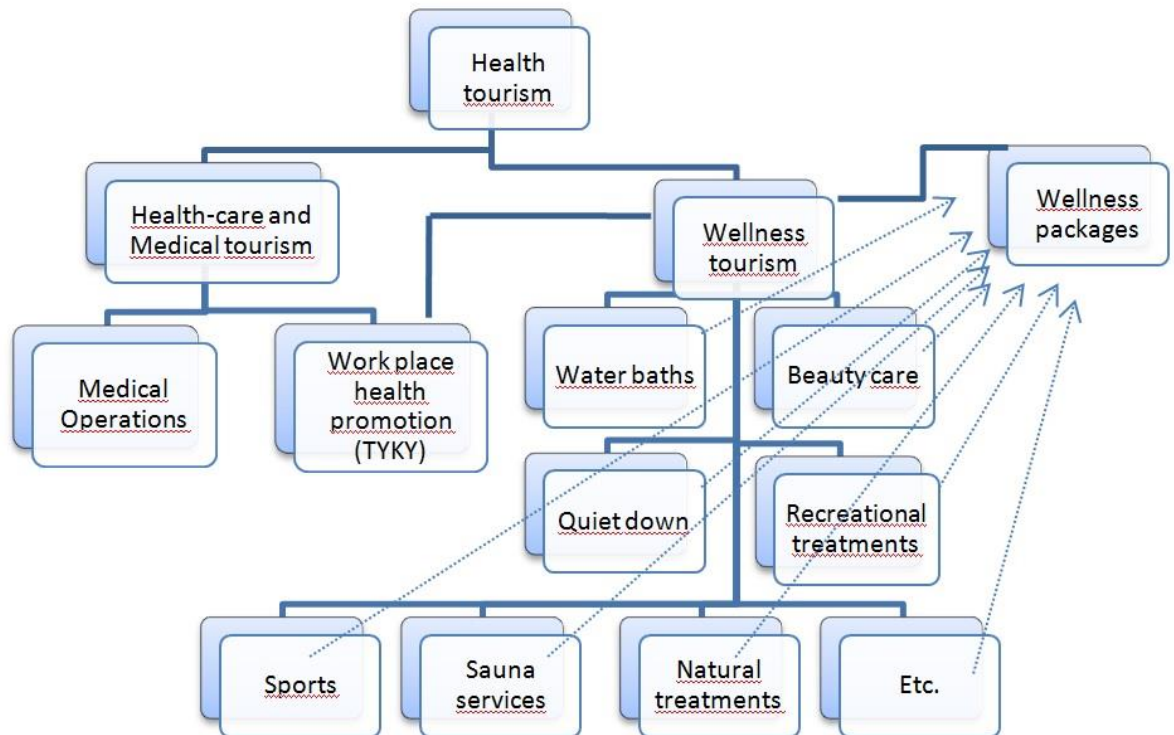 Health
tourism
Health-care and
Medical tourism
Wellness
tourism
Wellness
packages
Medical
Operations
Work place
health
promotion
(TYKY)
Water baths
Beauty care
Quiet down
Recreational
treatments
Sports
Sauna
services
Natural
treatments
Etc.